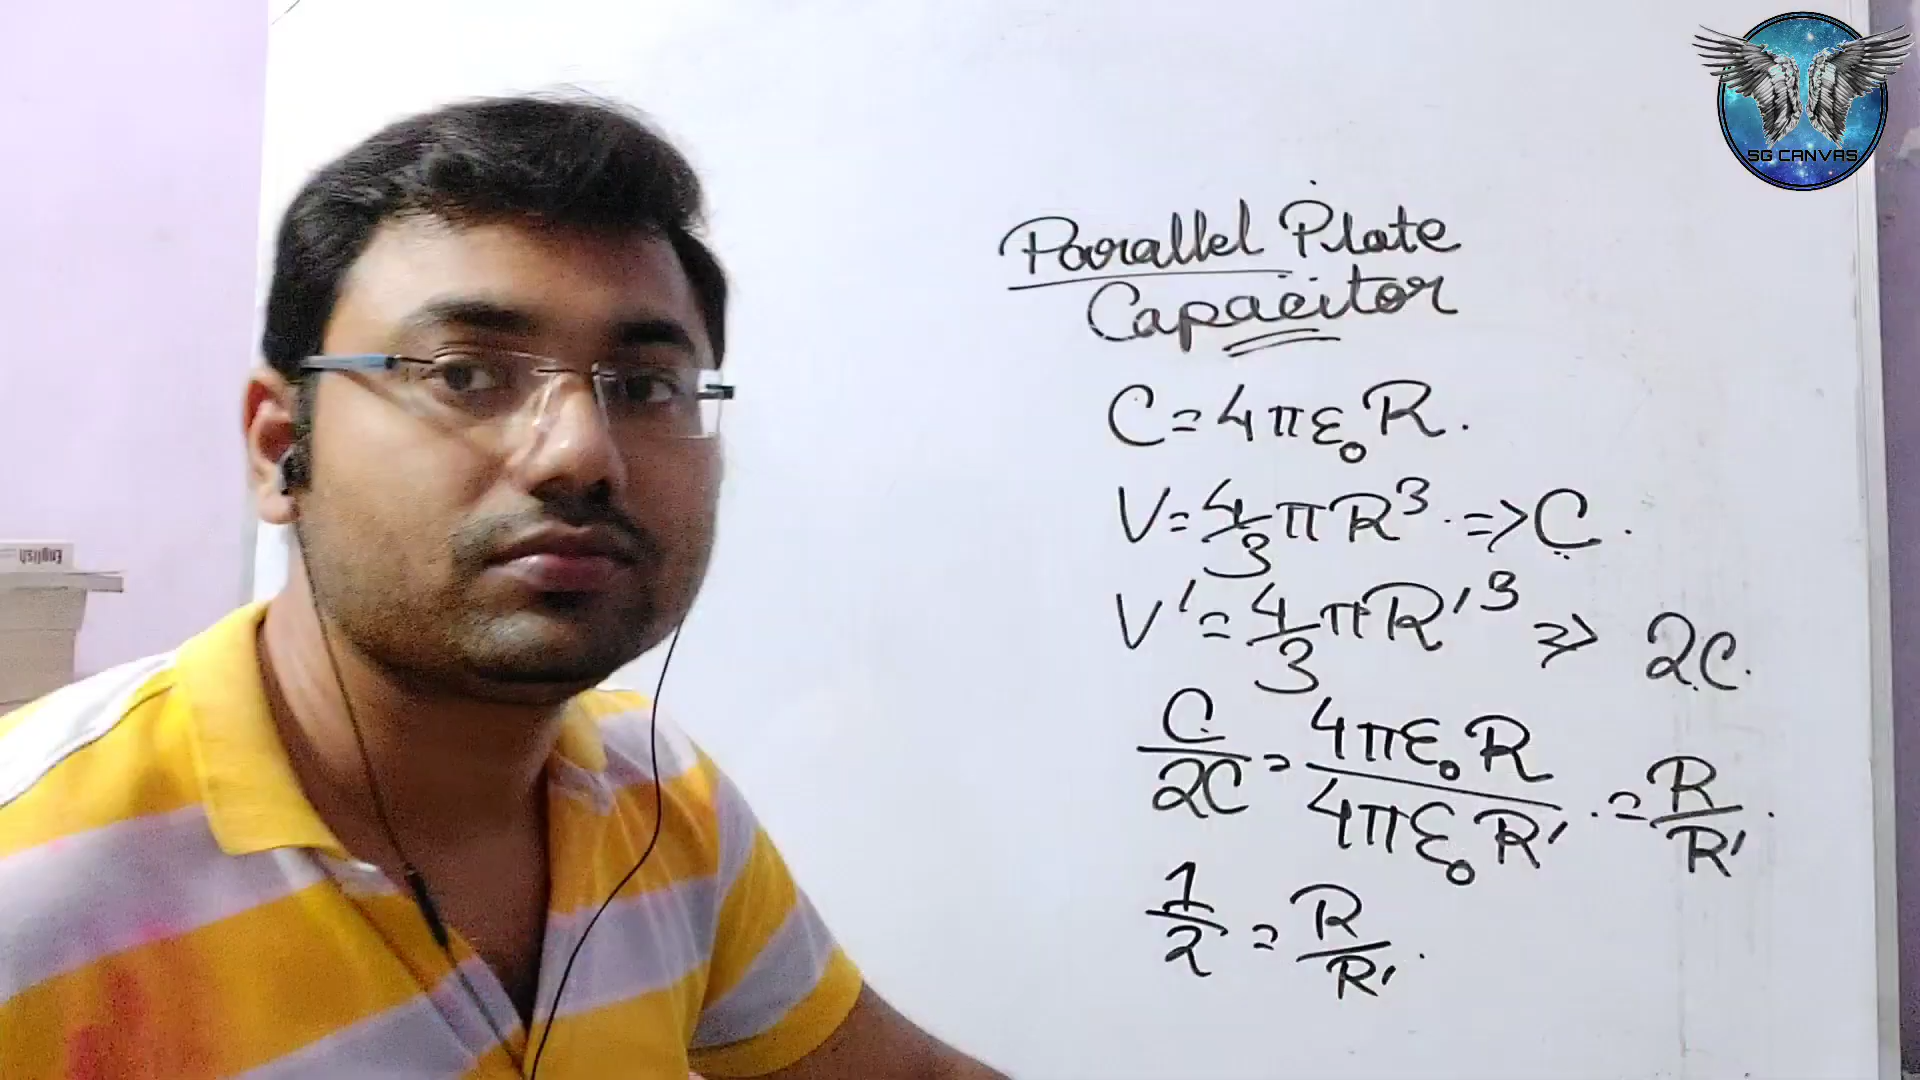 SG CANVAS
Parallel Plate
Capacitor
C = 4πε₀R.
V = 4/3 πR³. => C.
V' = 4/3 πR'³ => 2C.
C/2C = 4πε₀R / 4πε₀R' . = R/R' .
1/2 = R/R' .
English